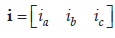 i = [i_a i_b i_c]